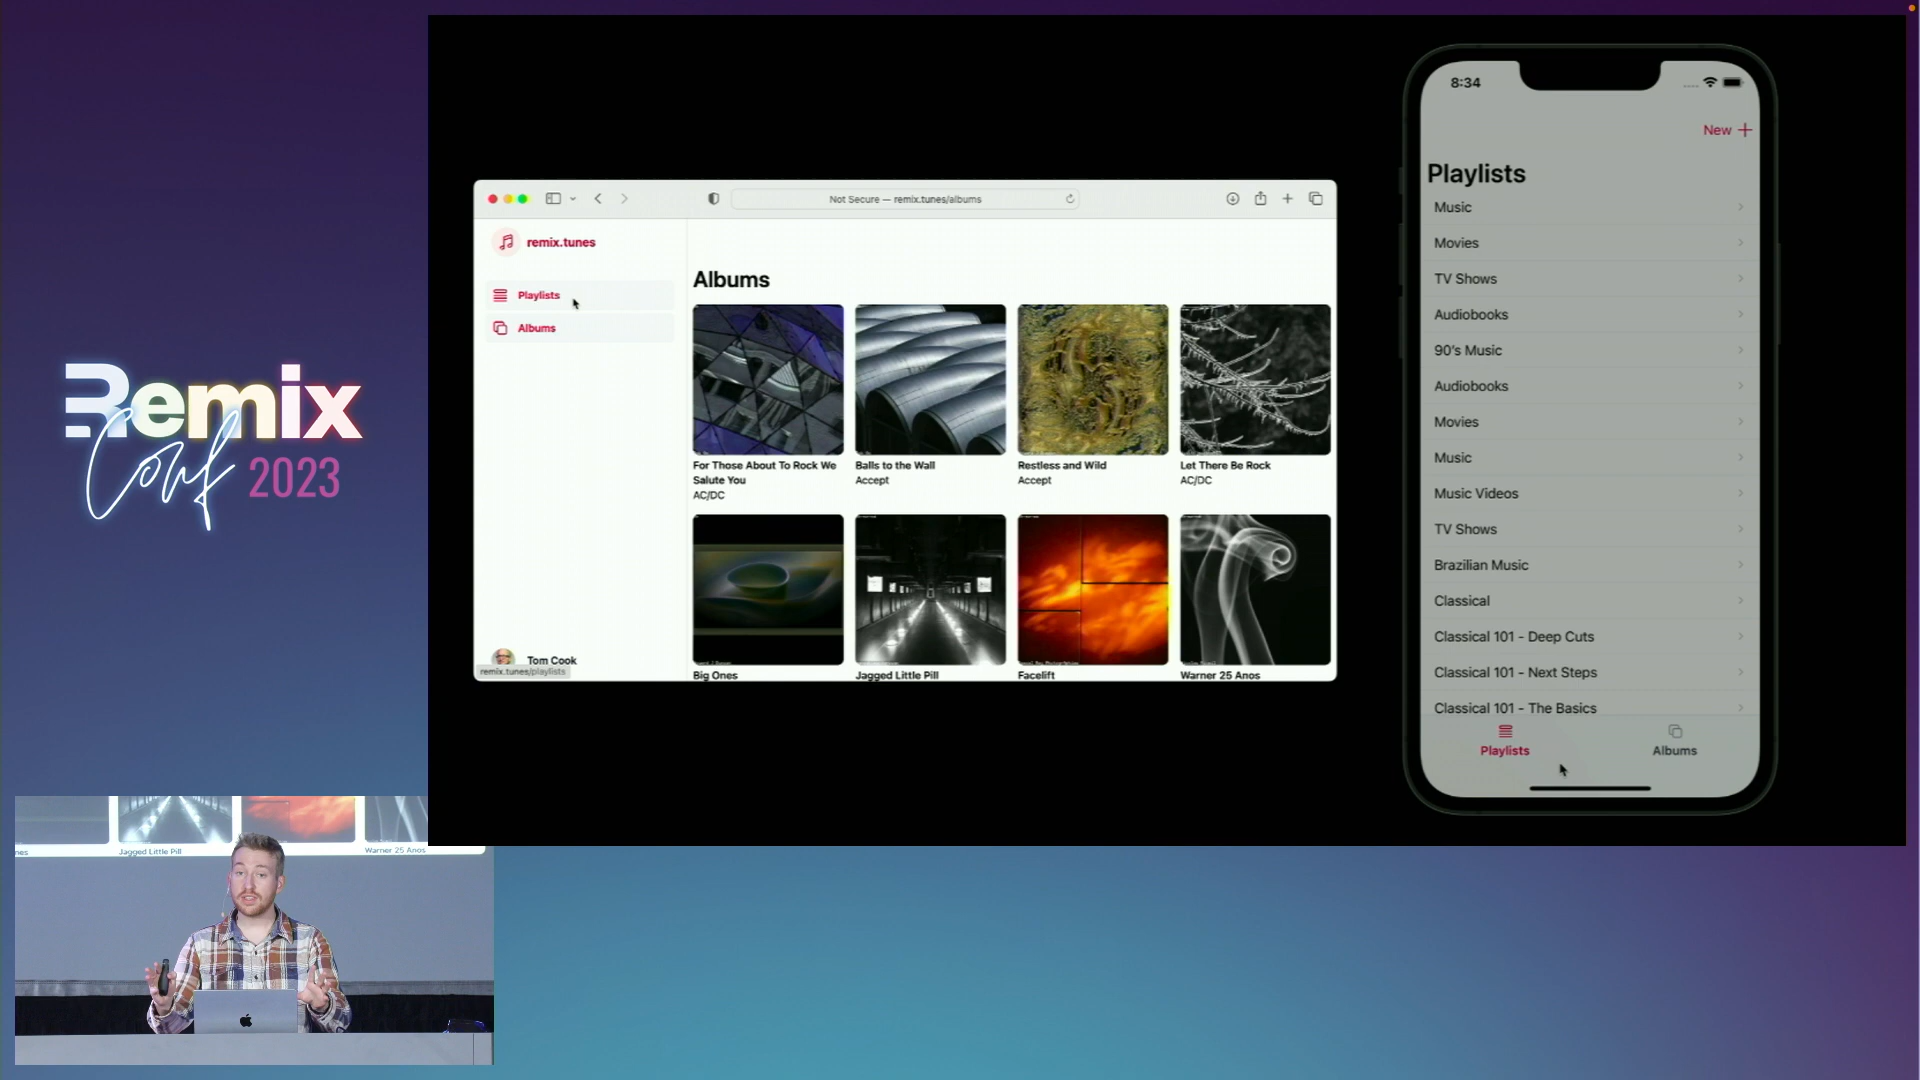 Remix
Conf 2023
Not Secure — remix.tunes/albums
remix.tunes
Playlists
Albums
Albums
For Those About To Rock We
Salute You
AC/DC
Balls to the Wall
Accept
Restless and Wild
Accept
Let There Be Rock
AC/DC
Big Ones
Jagged Little Pill
Facelift
Warner 25 Anos
Tom Cook
remix.tunes/playlists
8:34
New +
Playlists
Music
Movies
TV Shows
Audiobooks
90's Music
Audiobooks
Movies
Music
Music Videos
TV Shows
Brazilian Music
Classical
Classical 101 - Deep Cuts
Classical 101 - Next Steps
Classical 101 - The Basics
Playlists
Albums
Jagged Little Pill
Warner 25 Anos